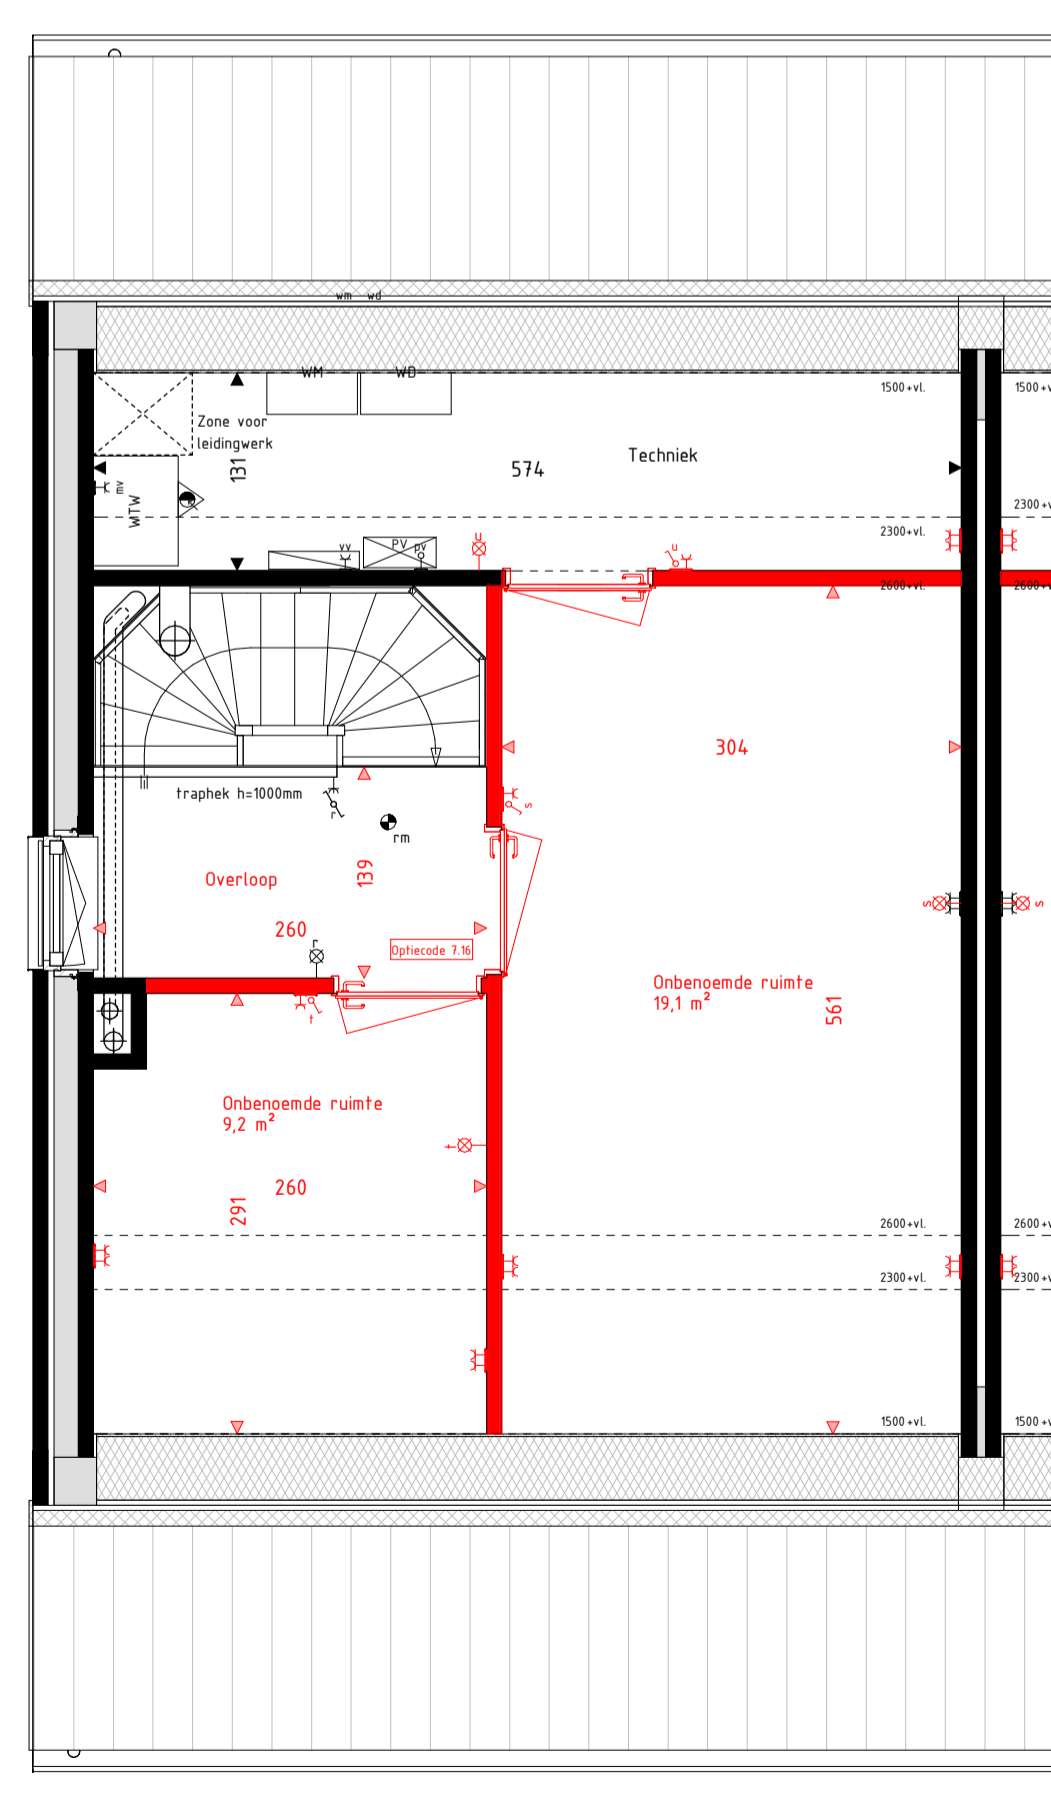 wm wd
WM WD
1500+vl. 1500+v
Zone voor
leidingwerk
131
574
Techniek
mv
WTW
2300+v
2300+vl.
vv PV pv
u
u
2600+vl. 2600+v
304
traphek h=1000mm
r
s
rm
139
Overloop
260
r
Optiecode 7.16
s s
Onbenoemde ruimte
19,1 m²
561
t
Onbenoemde ruimte
9,2 m²
t
260
291
2600+vl. 2600+v
2300+vl. 2300+v
1500+vl. 1500+v